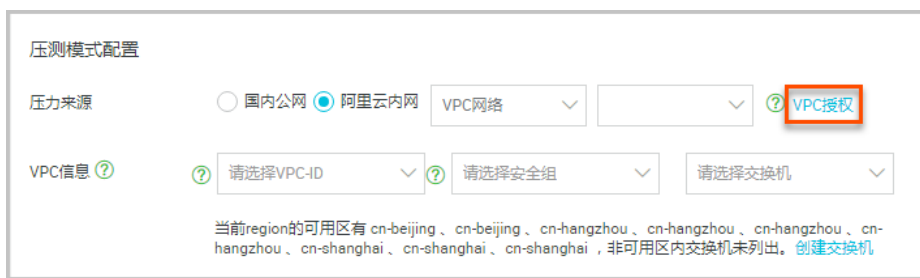 压测模式配置
压力来源 国内公网 阿里云内网 VPC网络 VPC授权
VPC信息 请选择VPC-ID 请选择安全组 请选择交换机
当前region的可用区有 cn-beijing 、cn-beijing 、cn-hangzhou 、cn-hangzhou 、cn-hangzhou 、cn-
hangzhou 、cn-shanghai 、cn-shanghai 、cn-shanghai ，非可用区内交换机未列出。创建交换机